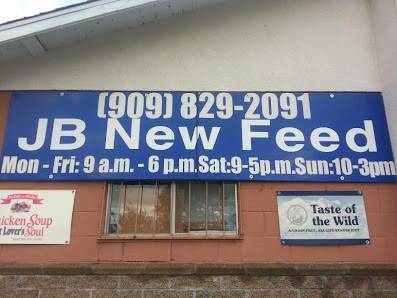 (909) 829-2091
JB New Feed
Mon - Fri: 9 a.m. - 6 p.m. Sat:9-5p.m. Sun:10-3pm
Chicken Soup
Lover's Soul
Taste of
the Wild